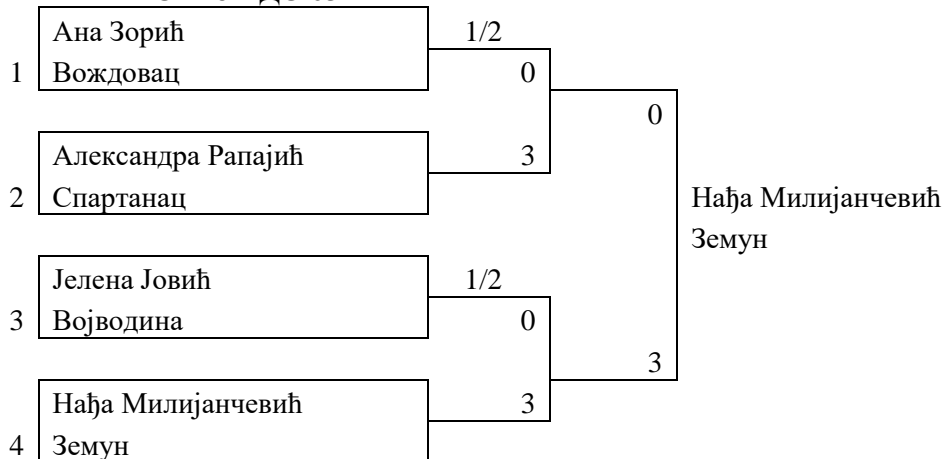 Ана Зорић
1/2
1
Вождовац
0
0
Александра Рапајић
3
2
Спартанац
Нађа Милијанчевић
Земун
Јелена Јовић
1/2
3
Војводина
0
3
Нађа Милијанчевић
3
4
Земун